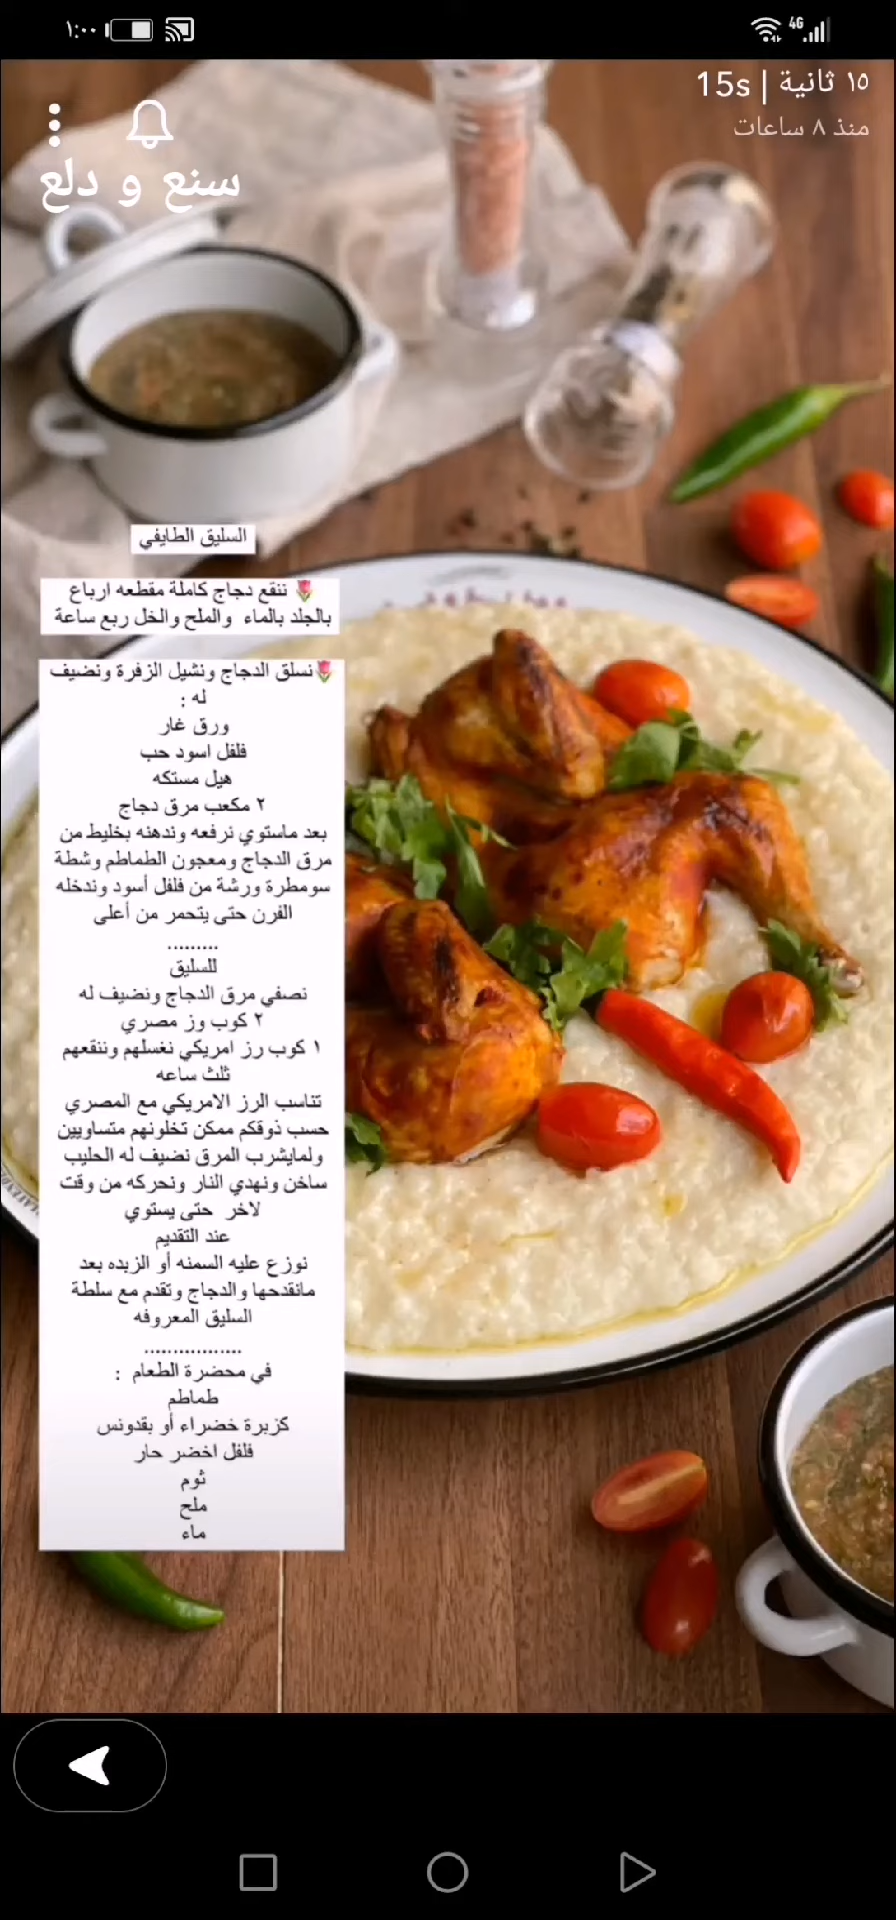 ١:٠٠
4G
١٥ ثانية | 15s
منذ ٨ ساعات
سنع و دلع
السليق الطايفي
🌷 ننقع دجاج كاملة مقطعه ارباع
بالجلد بالماء والملح والخل ربع ساعة
🌷نسلق الدجاج ونشيل الزفرة ونضيف
له :
ورق غار
فلفل اسود حب
هيل مستكه
٢ مكعب مرق دجاج
بعد ماستوي نرفعه وندهنه بخليط من
مرق الدجاج ومعجون الطماطم وشطة
سومطرة ورشة من فلفل أسود وندخله
الفرن حتى يتحمر من أعلى
.........
للسليق
نصفي مرق الدجاج ونضيف له
٢ كوب وز مصري
١ كوب رز امريكي نغسلهم وننقعهم
ثلث ساعه
تناسب الرز الامريكي مع المصري
حسب ذوقكم ممكن تخلونهم متساويين
ولمايشرب المرق نضيف له الحليب
ساخن ونهدي النار ونحركه من وقت
لاخر حتى يستوي
عند التقديم
نوزع عليه السمنه أو الزبده بعد
مانقدحها والدجاج وتقدم مع سلطة
السليق المعروفه
.................
في محضرة الطعام :
طماطم
كزبرة خضراء أو بقدونس
فلفل اخضر حار
ثوم
ملح
ماء